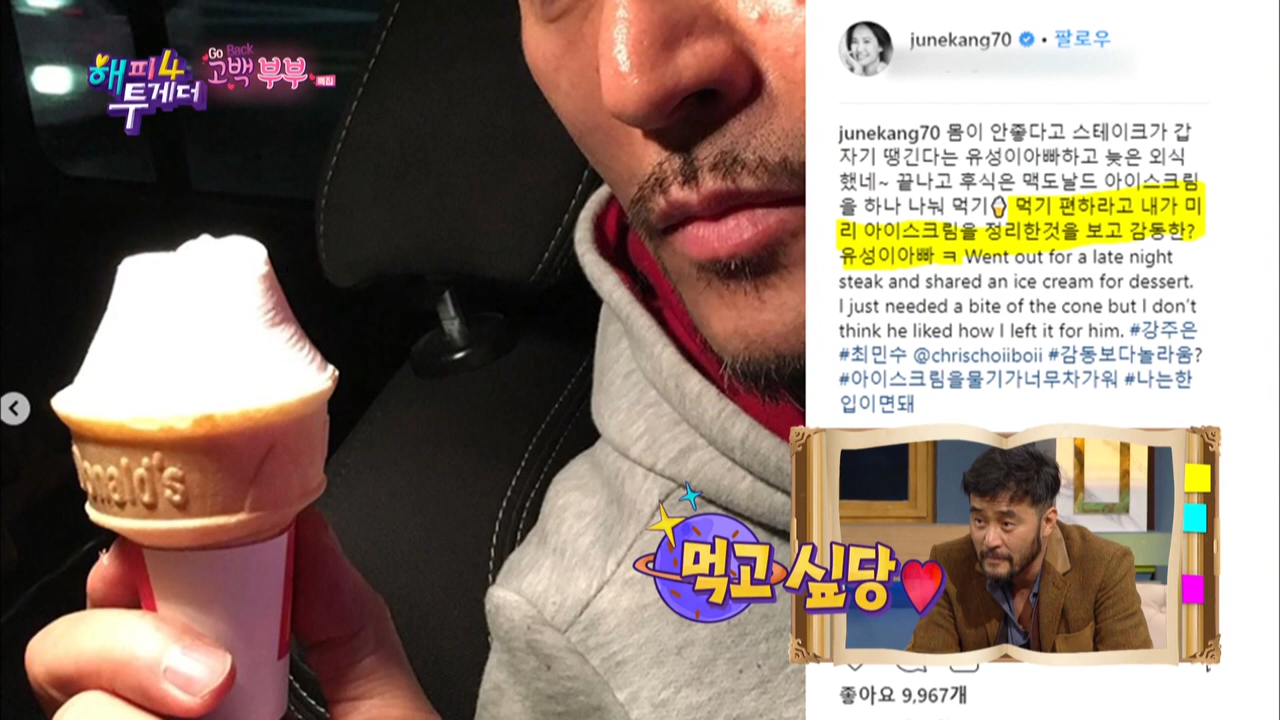 해피4
투게더
Go Back
고백부부
특집
junekang70 • 팔로우
junekang70 몸이 안좋다고 스테이크가 갑
자기 땡긴다는 유성이아빠하고 늦은 외식
했네~ 끝나고 후식은 맥도날드 아이스크림
을 하나 나눠 먹기🍦 먹기 편하라고 내가 미
리 아이스크림을 정리한것을 보고 감동한?
유성이아빠 ㅋ Went out for a late night
steak and shared an ice cream for dessert.
I just needed a bite of the cone but I don't
think he liked how I left it for him. #강주은
#최민수 @chrischoiiboii #감동보다놀라움?
#아이스크림을물기가너무차가워 #나는한
입이면돼
onald's
먹고 싶당
좋아요 9,967개